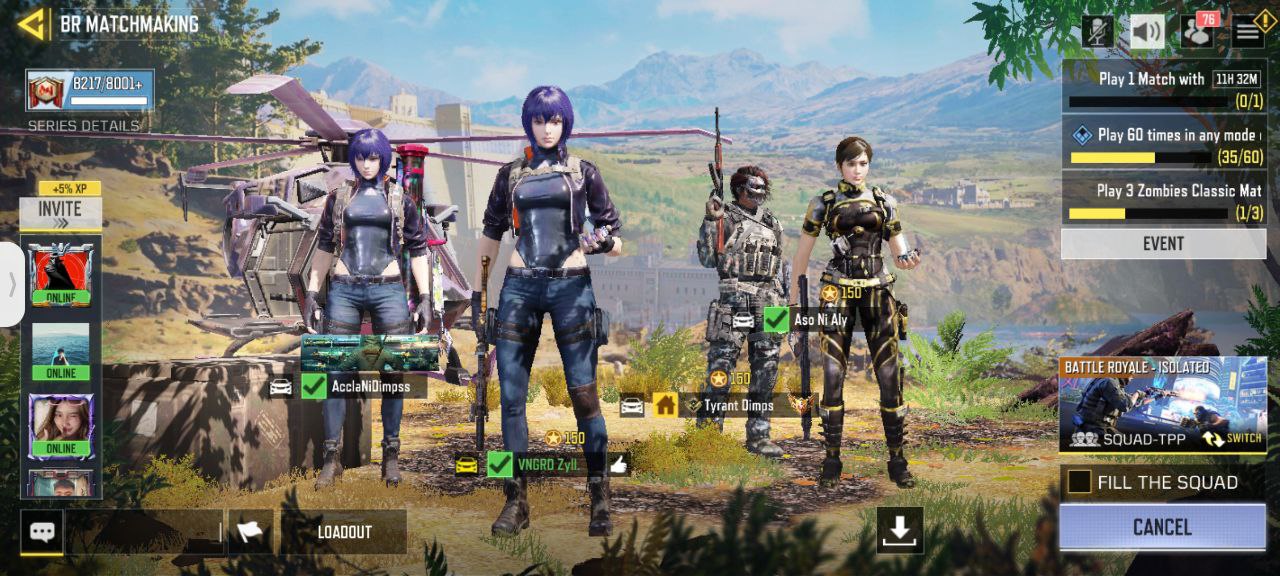 BR MATCHMAKING
8217/8001+
SERIES DETAILS
+5% XP
INVITE
ONLINE
ONLINE
ONLINE
76
Play 1 Match with 11H 32M
(0/1)
Play 60 times in any mode
(35/60)
Play 3 Zombies Classic Mat
(1/3)
EVENT
150
Aso Ni Aly
AcclaNiDimpss
150
Tyrant Dimps
150
VNGRD Zyll.
BATTLE ROYALE - ISOLATED
SQUAD-TPP
SWITCH
FILL THE SQUAD
CANCEL
LOADOUT